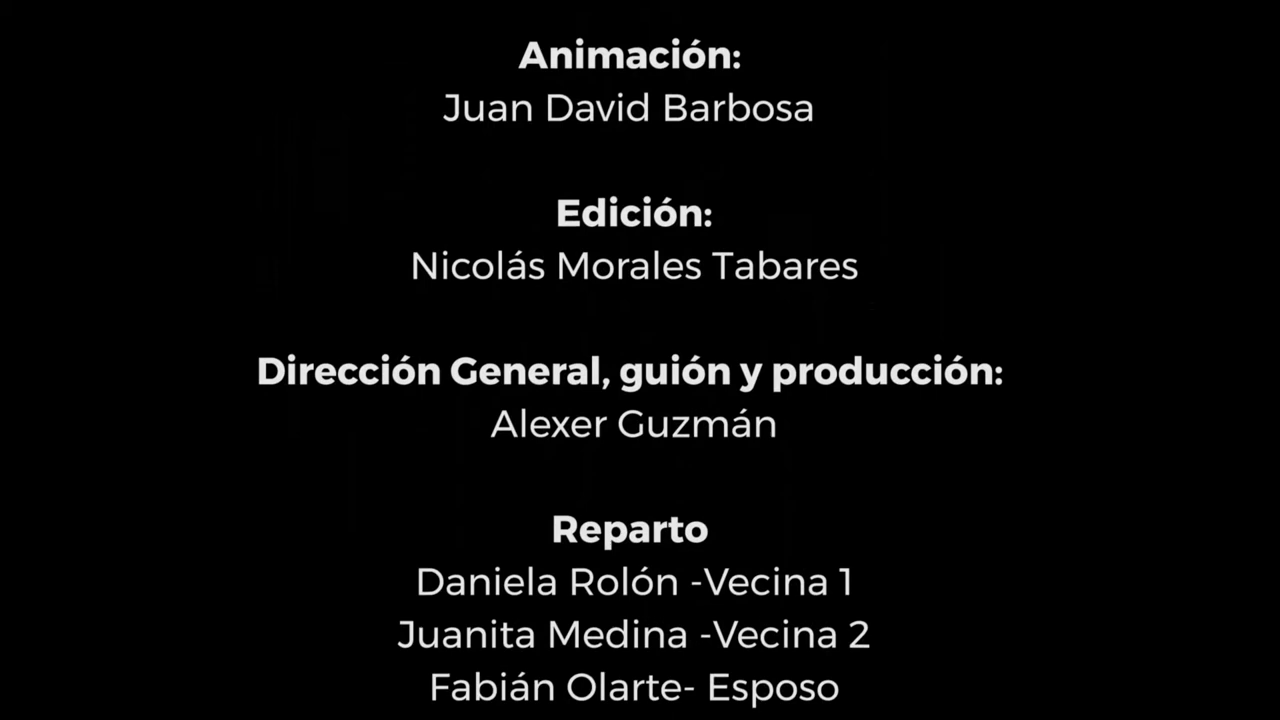 Animación:
Juan David Barbosa
Edición:
Nicolás Morales Tabares
Dirección General, guión y producción:
Alexer Guzmán
Reparto
Daniela Rolón -Vecina 1
Juanita Medina -Vecina 2
Fabián Olarte- Esposo